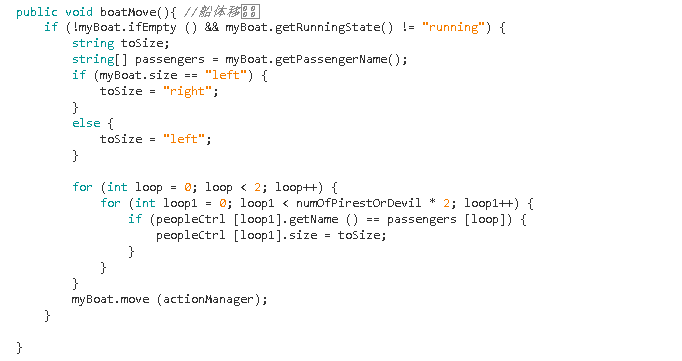 public void boatMove(){ //船体移
    if (!myBoat.ifEmpty () && myBoat.getRunningState() != "running") {
        string toSize;
        string[] passengers = myBoat.getPassengerName();
        if (myBoat.size == "left") {
            toSize = "right";
        }
        else {
            toSize = "left";
        }

        for (int loop = 0; loop < 2; loop++) {
            for (int loop1 = 0; loop1 < numOfPirestOrDevil * 2; loop1++) {
                if (peopleCtrl [loop1].getName () == passengers [loop]) {
                    peopleCtrl [loop1].size = toSize;
                }
            }
        }
        myBoat.move (actionManager);
    }

}